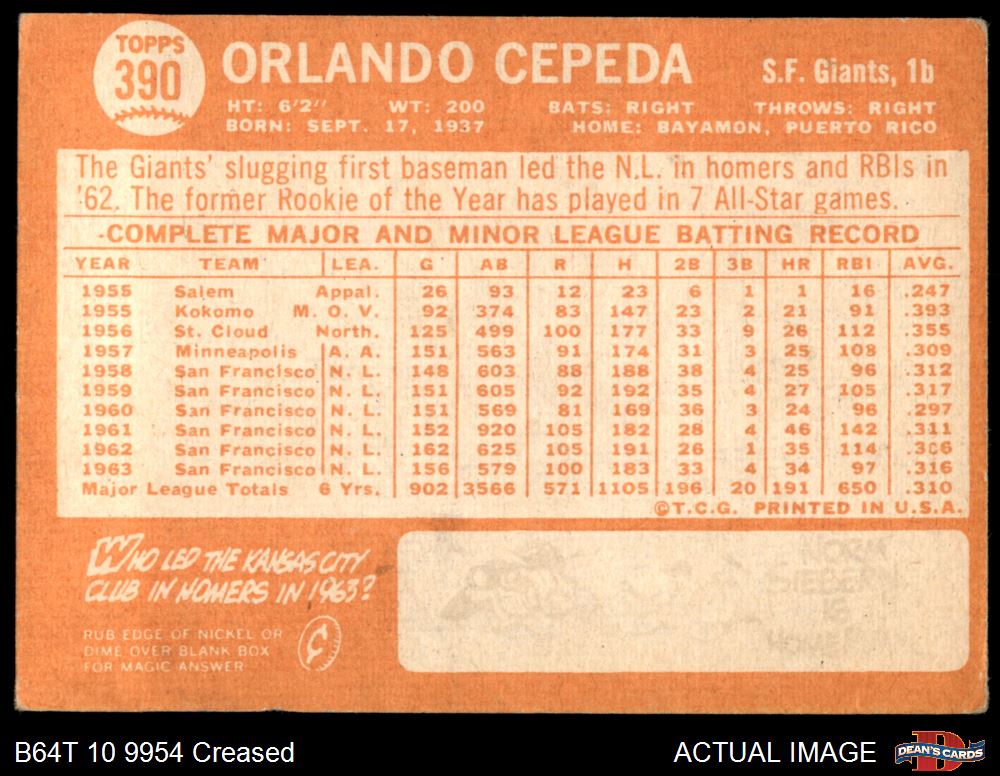 TOPPS
390
ORLANDO CEPEDA
S.F. Giants, 1b
HT: 6'2" WT: 200 BATS: RIGHT THROWS: RIGHT
BORN: SEPT. 17, 1937 HOME: BAYAMON, PUERTO RICO
The Giants' slugging first baseman led the N.L. in homers and RBIs in
'62. The former Rookie of the Year has played in 7 All-Star games.
COMPLETE MAJOR AND MINOR LEAGUE BATTING RECORD
YEAR TEAM LEA. G AB R H 2B 3B HR RBI AVG.
1955 Salem Appal. 26 93 12 23 6 1 1 16 .247
1955 Kokomo M. O. V. 92 374 83 147 23 2 21 91 .393
1956 St. Cloud North. 125 499 100 177 33 9 26 112 .355
1957 Minneapolis A. A. 151 563 91 174 31 3 25 108 .309
1958 San Francisco N. L. 148 603 88 188 38 4 25 96 .312
1959 San Francisco N. L. 151 605 92 192 35 4 27 105 .317
1960 San Francisco N. L. 151 569 81 169 36 3 24 96 .297
1961 San Francisco N. L. 152 920 105 182 28 4 46 142 .311
1962 San Francisco N. L. 162 625 105 191 26 1 35 114 .306
1963 San Francisco N. L. 156 579 100 183 33 4 34 97 .316
Major League Totals 6 Yrs. 902 3566 571 1105 196 20 191 650 .310
©T.C.G. PRINTED IN U.S.A.
WHO LED THE KANSAS CITY
CLUB IN HOMERS IN 1963?
RUB EDGE OF NICKEL OR
DIME OVER BLANK BOX
FOR MAGIC ANSWER
B64T 10 9954 Creased
ACTUAL IMAGE
DEAN'S CARDS